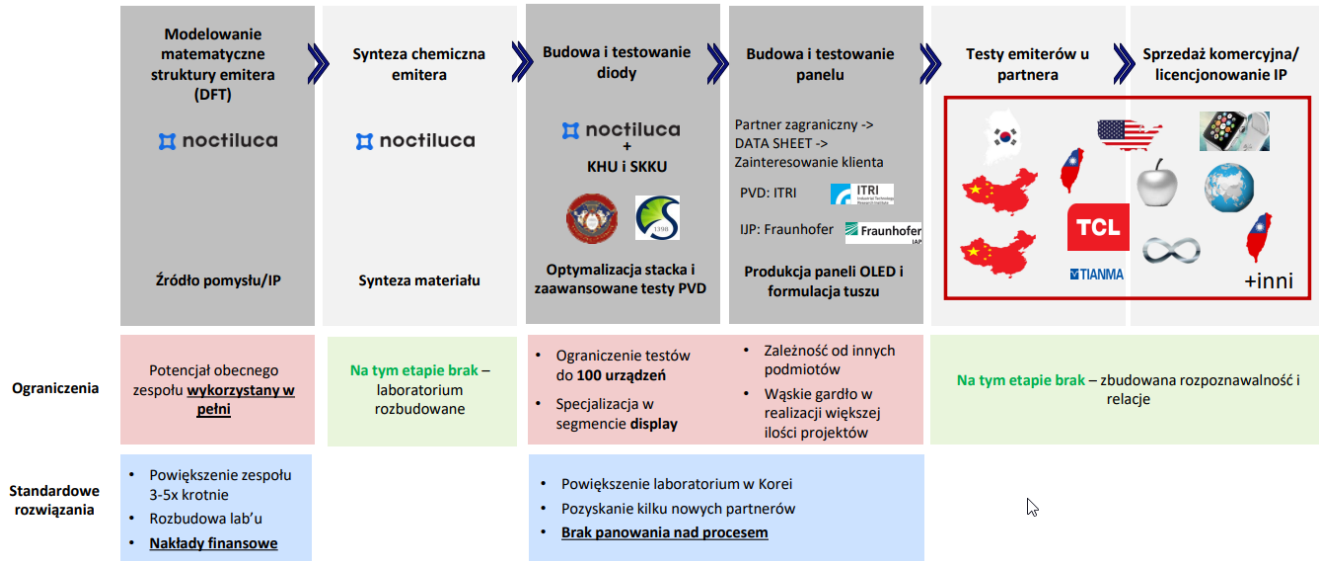 Modelowanie
matematyczne
struktury emitera
(DFT)
noctiluca
Źródło pomysłu/IP
Synteza chemiczna
emitera
noctiluca
Synteza materiału
Budowa i testowanie
diody
noctiluca
+
KHU i SKKU
1398
Optymalizacja stacka i
zaawansowane testy PVD
Budowa i testowanie
panelu
Partner zagraniczny ->
DATA SHEET ->
Zainteresowanie klienta
PVD: ITRI
ITRI
Industrial Technology
Research Institute
IJP: Fraunhofer
Fraunhofer
IAP
Produkcja paneli OLED i
formulacja tuszu
Testy emiterów u
partnera
TCL
TIANMA
Sprzedaż komercyjna/
licencjonowanie IP
+inni
Ograniczenia
Potencjał obecnego
zespołu wykorzystany w
pełni
Na tym etapie brak –
laboratorium
rozbudowane
• Ograniczenie testów
do 100 urządzeń
• Specjalizacja w
segmencie display
• Zależność od innych
podmiotów
• Wąskie gardło w
realizacji większej
ilości projektów
Na tym etapie brak – zbudowana rozpoznawalność i
relacje
Standardowe
rozwiązania
• Powiększenie zespołu
3-5x krotnie
• Rozbudowa lab'u
• Nakłady finansowe
• Powiększenie laboratorium w Korei
• Pozyskanie kilku nowych partnerów
• Brak panowania nad procesem